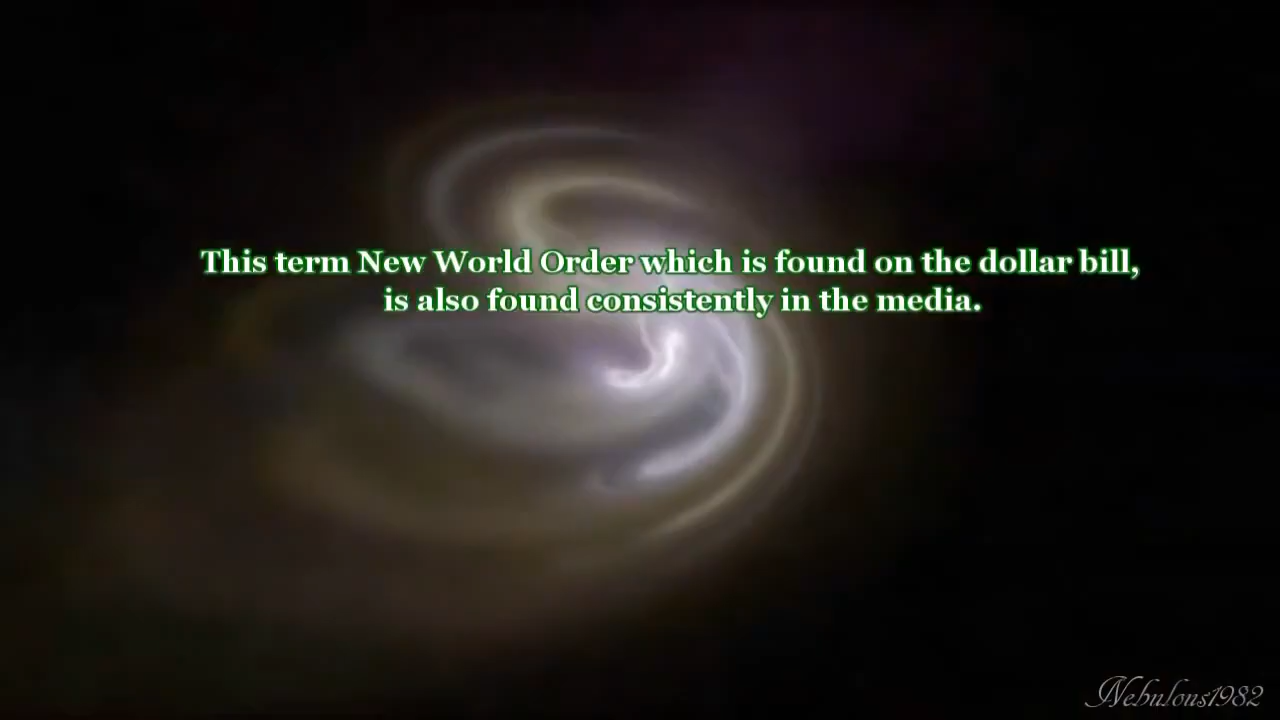 This term New World Order which is found on the dollar bill,
is also found consistently in the media.
Nebulous1982